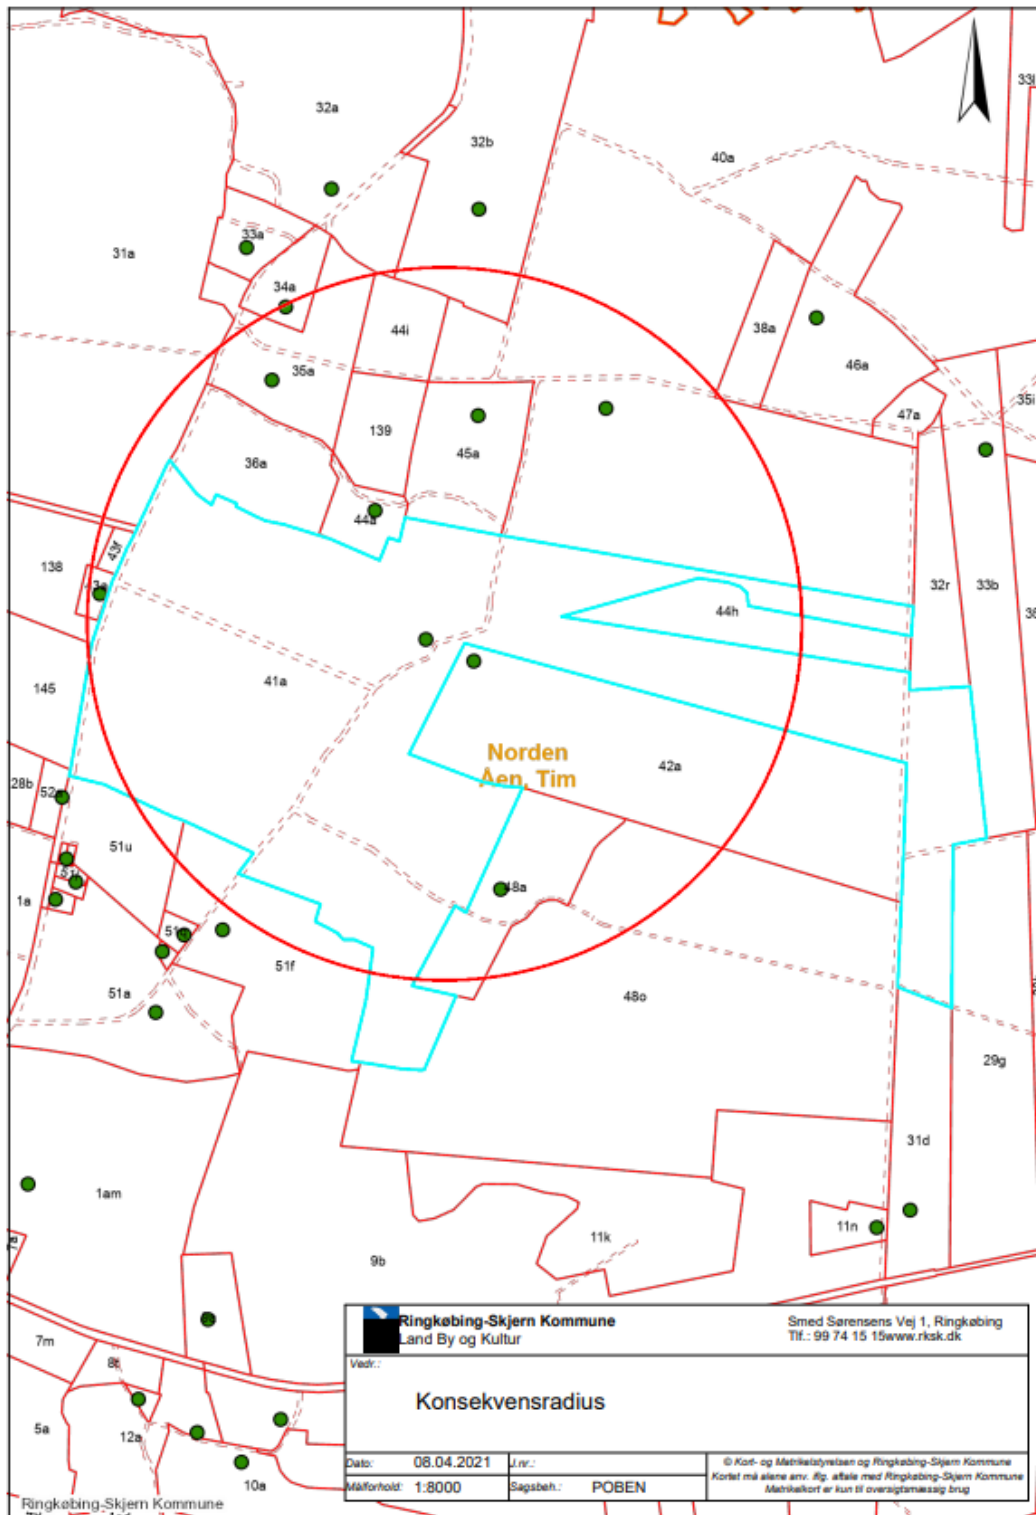 32a
32b
33l
40a
33a
31a
34a
44i
38a
35a
46a
35i
47a
139
45a
36a
44a
43f
138
3a
32r
33b
44h
145
41a
Norden
Åen, Tim
42a
28b
52a
51u
48a
1a
51f
51a
48o
29g
31d
1am
11n
11k
7a
9b
Ringkøbing-Skjern Kommune
Land By og Kultur
Smed Sørensens Vej 1, Ringkøbing
Tlf.: 99 74 15 15www.rksk.dk
7m
Vedr.:
8f
Konsekvensradius
5a
12a
Dato: 08.04.2021 J.nr.:
© Kort- og Matrikelstyrelsen og Ringkøbing-Skjern Kommune
Kortet må alene anv. iflg. aftale med Ringkøbing-Skjern Kommune
Matrikelkort er kun til oversigtsmæssig brug
10a
Målforhold: 1:8000 Sagsbeh.: POBEN
Ringkøbing-Skjern Kommune